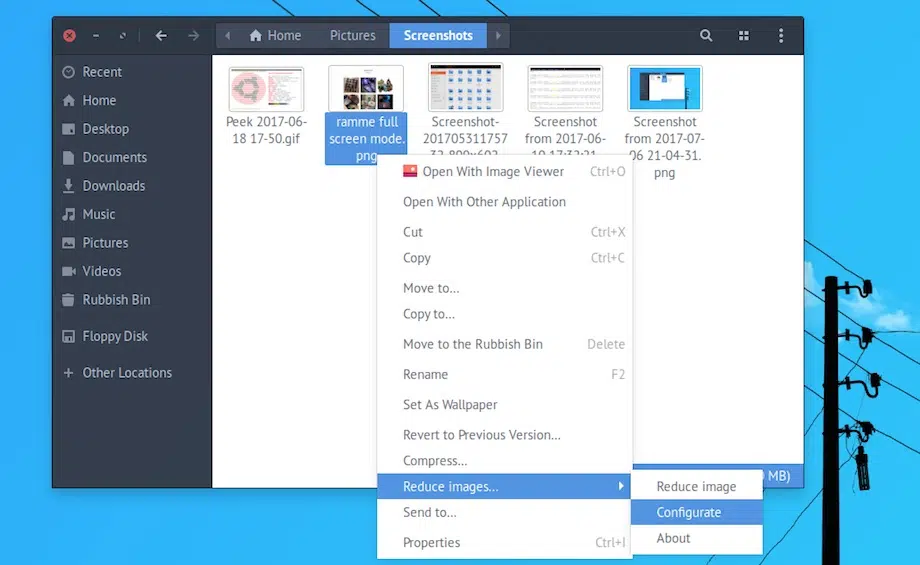 Home
Pictures
Screenshots
Recent
Home
Desktop
Documents
Downloads
Music
Pictures
Videos
Rubbish Bin
Floppy Disk
Other Locations
Peek 2017-06-
18 17-50.gif
ramme full
screen mode.
png
Screenshot-
201705311757
Screenshot
from 2017-06-
Screenshot
from 2017-07-
06 21-04-31.
png
Open With Image Viewer Ctrl+O
Open With Other Application
Cut Ctrl+X
Copy Ctrl+C
Move to...
Copy to...
Move to the Rubbish Bin Delete
Rename F2
Set As Wallpaper
Revert to Previous Version...
Compress...
Reduce images...
Send to...
Properties Ctrl+I
MB)
Reduce image
Configurate
About